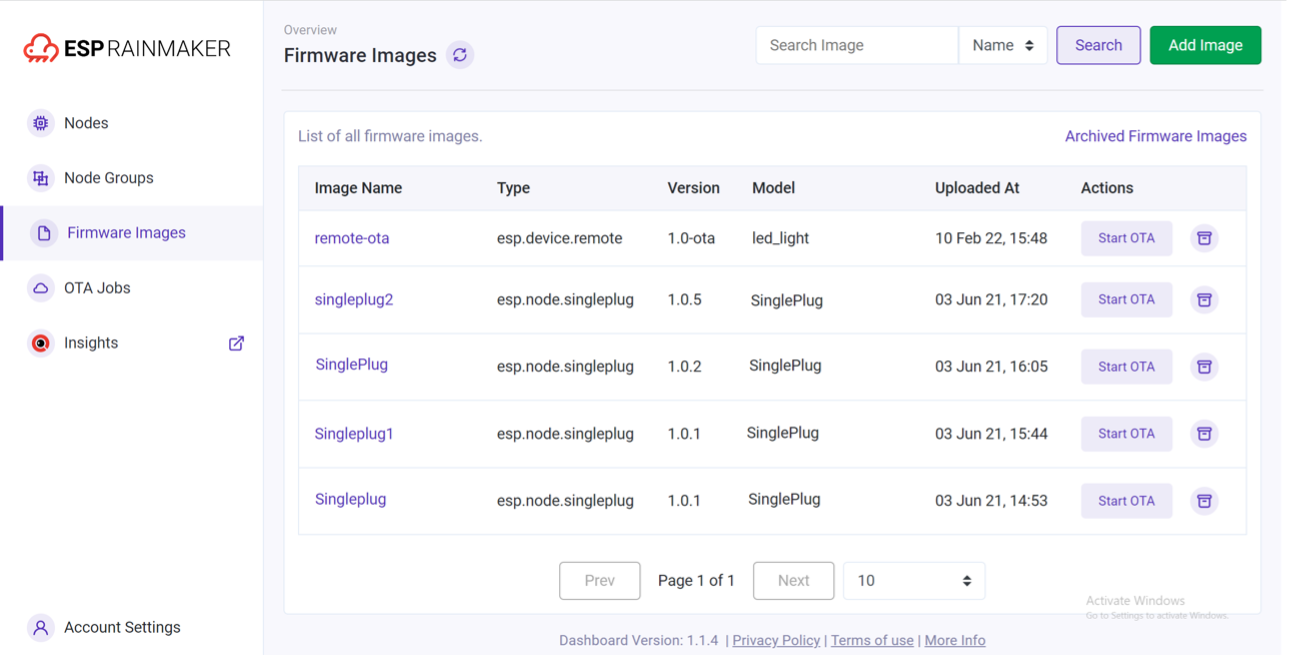 ESP RAINMAKER
Nodes
Node Groups
Firmware Images
OTA Jobs
Insights
Account Settings
Overview
Firmware Images
Search Image
Name
Search
Add Image
List of all firmware images.
Archived Firmware Images
Image Name Type Version Model Uploaded At Actions
remote-ota esp.device.remote 1.0-ota led_light 10 Feb 22, 15:48 Start OTA
singleplug2 esp.node.singleplug 1.0.5 SinglePlug 03 Jun 21, 17:20 Start OTA
SinglePlug esp.node.singleplug 1.0.2 SinglePlug 03 Jun 21, 16:05 Start OTA
Singleplug1 esp.node.singleplug 1.0.1 SinglePlug 03 Jun 21, 15:44 Start OTA
Singleplug esp.node.singleplug 1.0.1 SinglePlug 03 Jun 21, 14:53 Start OTA
Prev Page 1 of 1 Next 10
Activate Windows
Go to Settings to activate Windows.
Dashboard Version: 1.1.4 | Privacy Policy | Terms of use | More Info